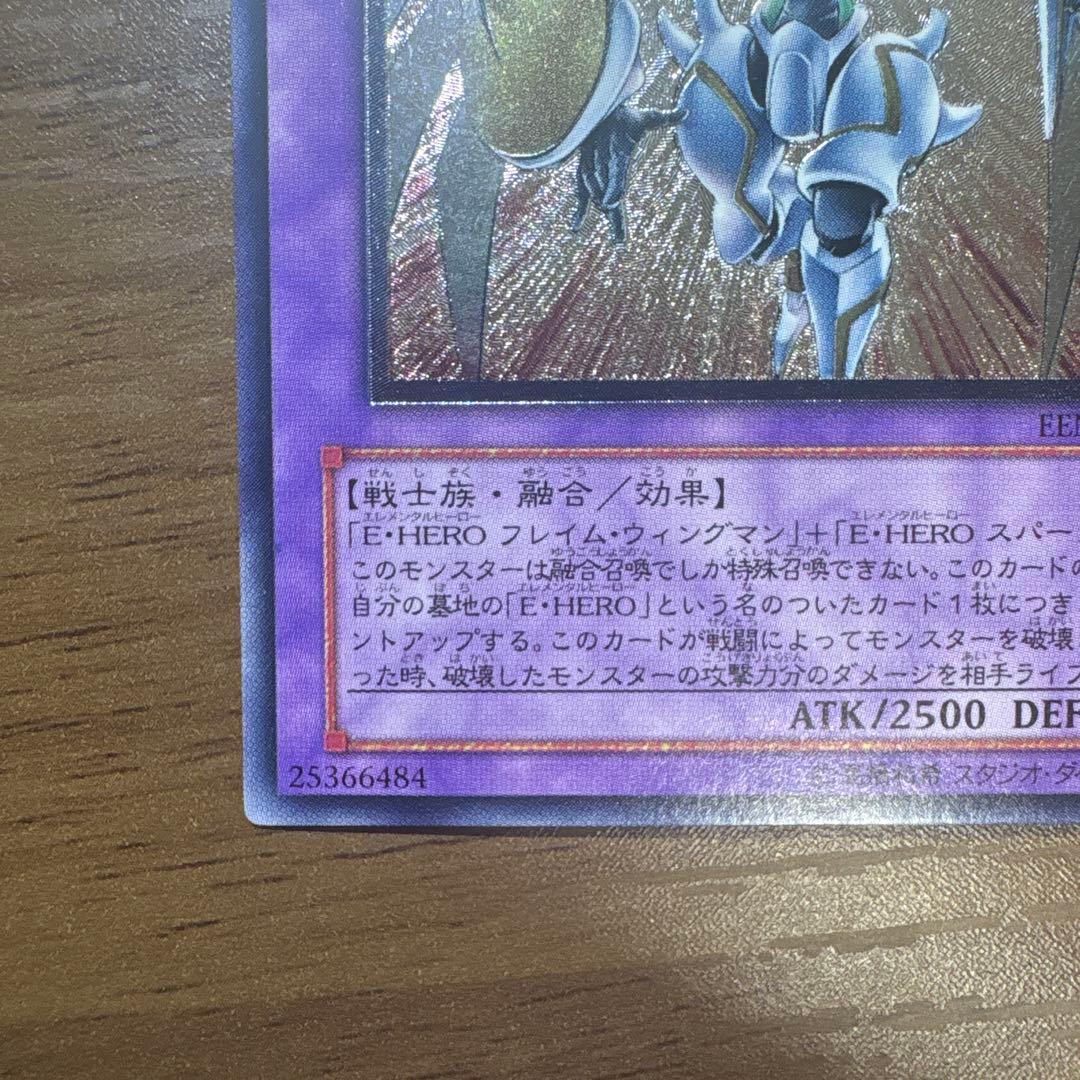 EEN
【戦士族・融合／効果】
「E・HERO フレイム・ウィングマン」＋「E・HERO スパー
このモンスターは融合召喚でしか特殊召喚できない。このカードの
自分の墓地の「E・HERO」という名のついたカード1枚につき
ントアップする。このカードが戦闘によってモンスターを破壊
った時、破壊したモンスターの攻撃力分のダメージを相手ライフ
ATK/2500 DEF
25366484
スタジオ・ダイ